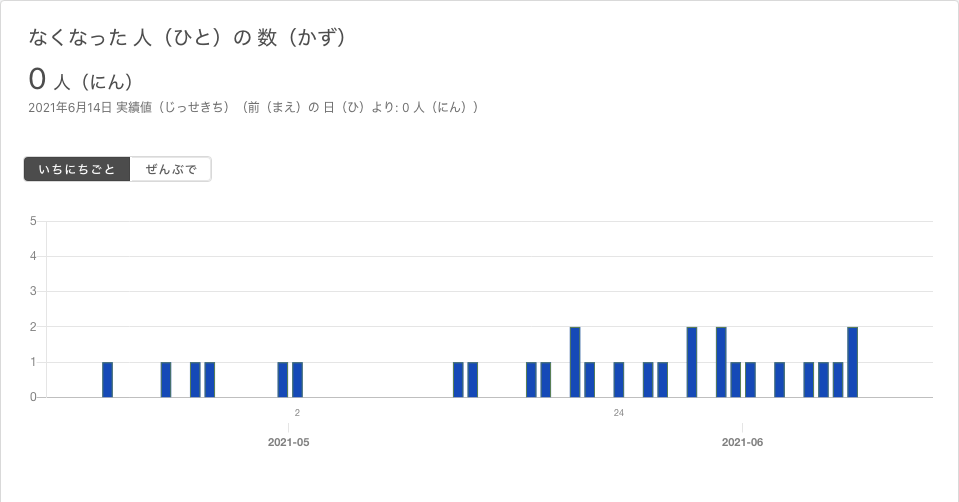 なくなった 人（ひと）の 数（かず）
0 人（にん）
2021年6月14日 実績値（じっせきち）（前（まえ）の 日（ひ）より: 0 人（にん））
いちにちごと
ぜんぶで
5
4
3
2
1
0
2
24
2021-05
2021-06